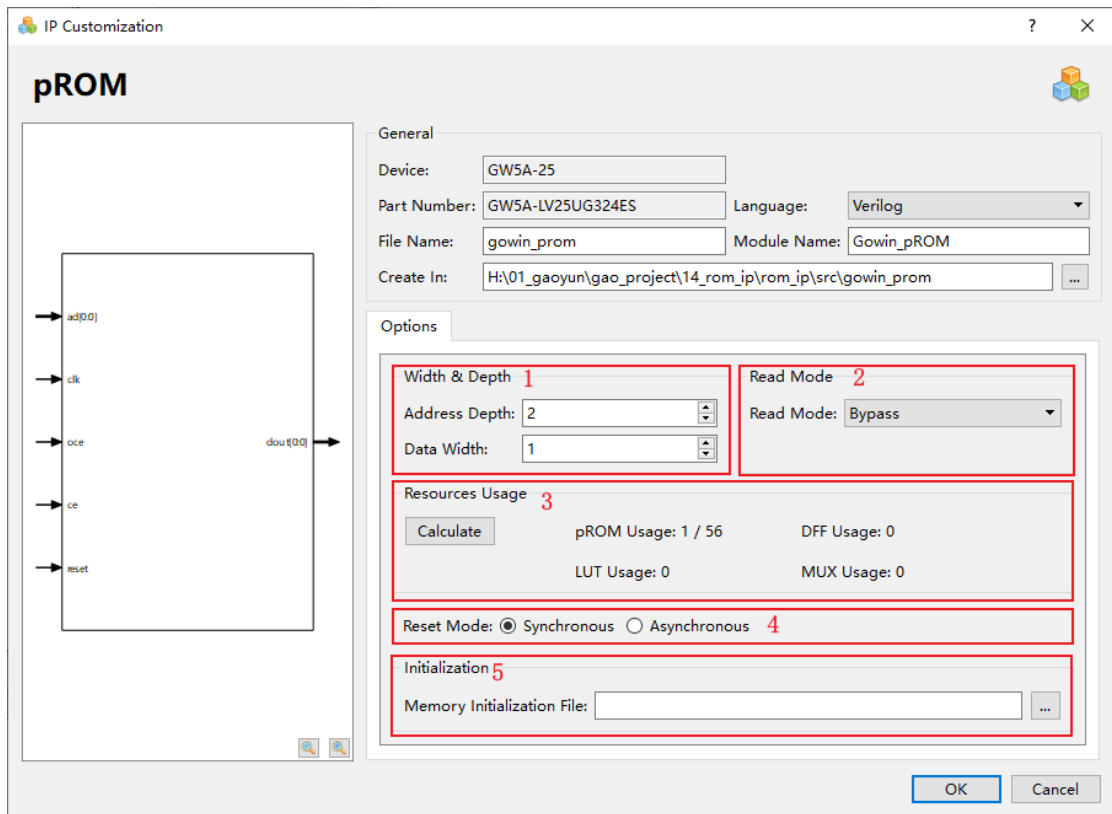 IP Customization
?
pROM
ad[0:0]
clk
oce
ce
reset
dout[0:0]
General
Device: GW5A-25
Part Number: GW5A-LV25UG324ES Language: Verilog
File Name: gowin_prom Module Name: Gowin_pROM
Create In: H:\01_gaoyun\gao_project\14_rom_ip\rom_ip\src\gowin_prom ...
Options
Width & Depth 1
Address Depth: 2
Data Width: 1
Read Mode 2
Read Mode: Bypass
Resources Usage 3
Calculate pROM Usage: 1 / 56 DFF Usage: 0
LUT Usage: 0 MUX Usage: 0
Reset Mode: Synchronous Asynchronous 4
Initialization 5
Memory Initialization File: ...
OK Cancel